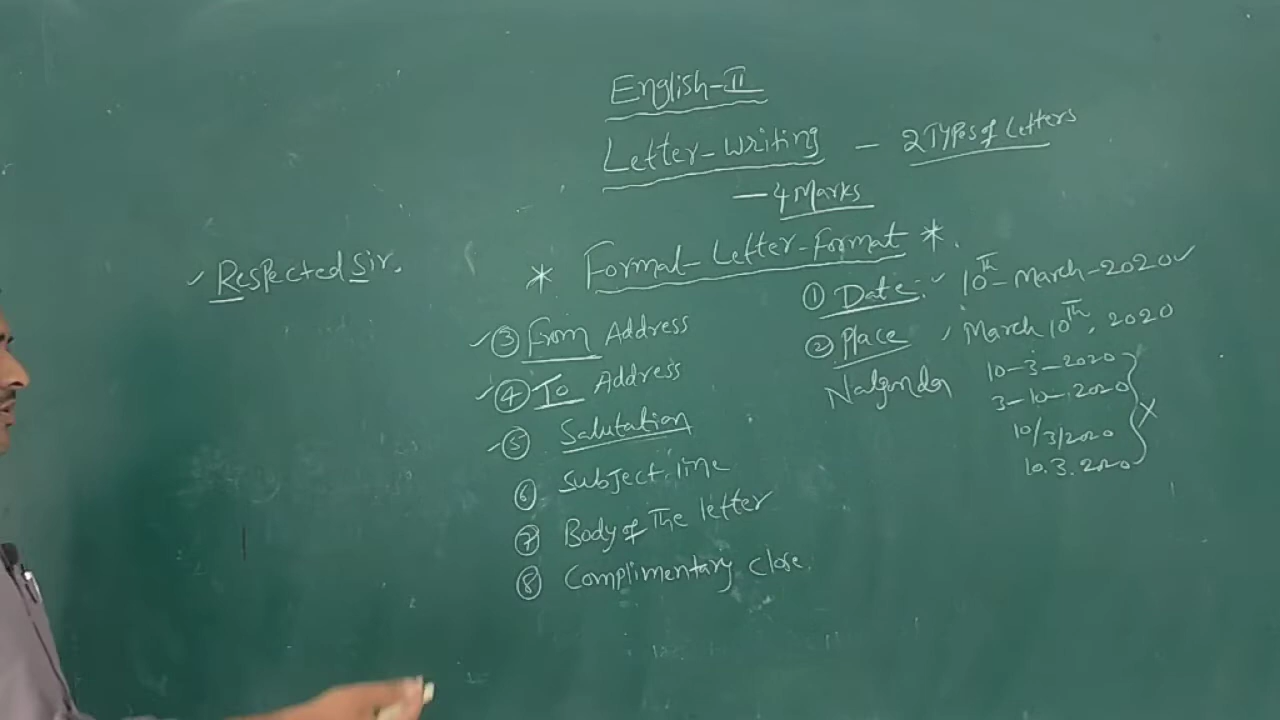 English-II
Letter-Writing - 2 Types of Letters
- 4 Marks
* Formal-Letter-Format *.
✓ Respected Sir.
① Date:- ✓ 10th-March-2020 ✓
② Place ✓ March 10th, 2020
Nalgonda
10-3-2020
3-10-2020
10/3/2020
10.3.2020
X
✓ ③ From Address
✓ ④ To Address
✓ ⑤ Salutation
⑥ Subject line
⑦ Body of The letter
⑧ Complimentary close.